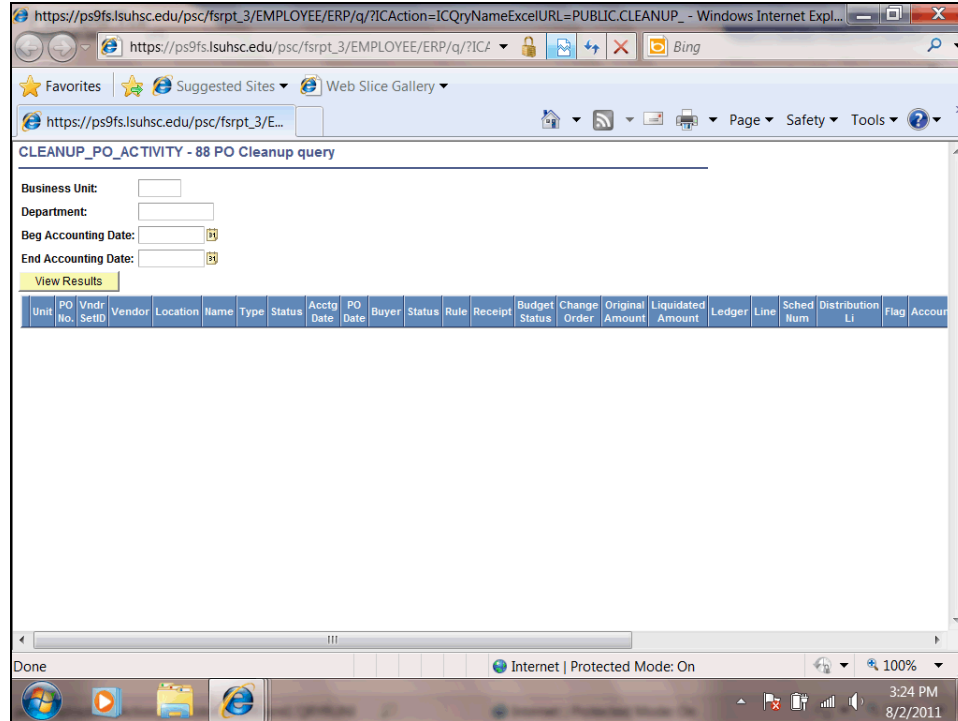 https://ps9fs.lsuhsc.edu/psc/fsrpt_3/EMPLOYEE/ERP/q/?ICAction=ICQryNameExcelURL=PUBLIC.CLEANUP_ - Windows Internet Expl...
https://ps9fs.lsuhsc.edu/psc/fsrpt_3/EMPLOYEE/ERP/q/?ICA Bing
Favorites Suggested Sites Web Slice Gallery
https://ps9fs.lsuhsc.edu/psc/fsrpt_3/E... Page Safety Tools
CLEANUP_PO_ACTIVITY - 88 PO Cleanup query
Business Unit:
Department:
Beg Accounting Date: 31
End Accounting Date: 31
View Results
Unit PO No. Vndr SetID Vendor Location Name Type Status Acctg Date PO Date Buyer Status Rule Receipt Budget Status Change Order Original Amount Liquidated Amount Ledger Line Sched Num Distribution Li Flag Accour
Done Internet | Protected Mode: On 100%
3:24 PM
8/2/2011